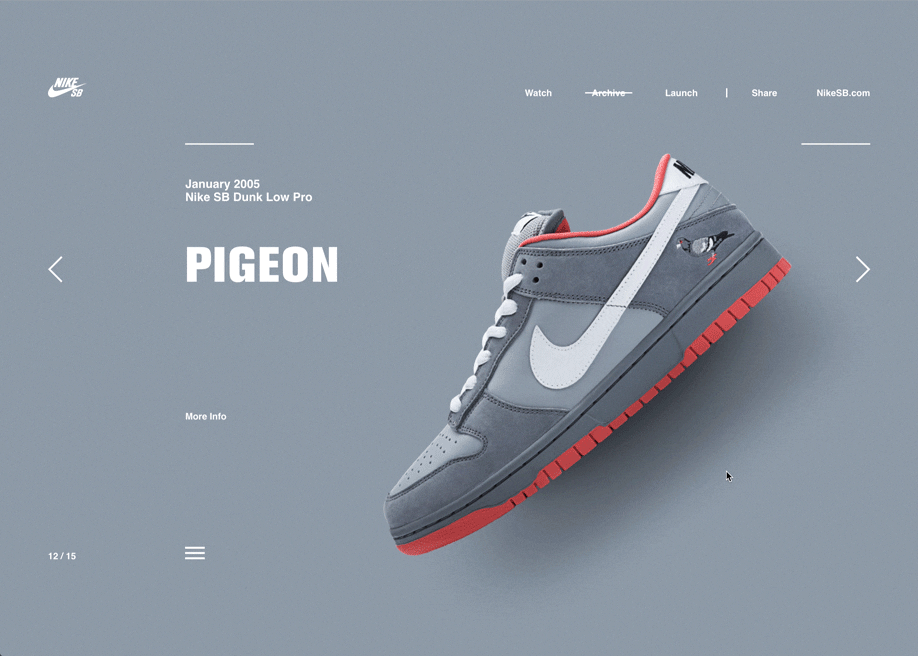 NIKE
SB
Watch
Archive
Launch
Share
NikeSB.com
January 2005
Nike SB Dunk Low Pro
PIGEON
More Info
12 / 15